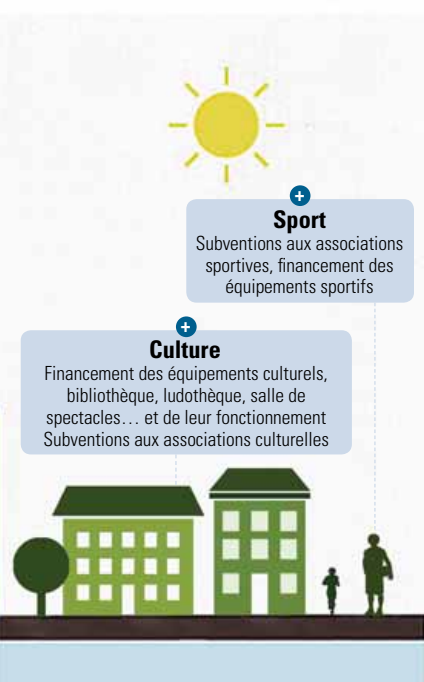 +
Sport
Subventions aux associations
sportives, financement des
équipements sportifs
+
Culture
Financement des équipements culturels,
bibliothèque, ludothèque, salle de
spectacles… et de leur fonctionnement
Subventions aux associations culturelles